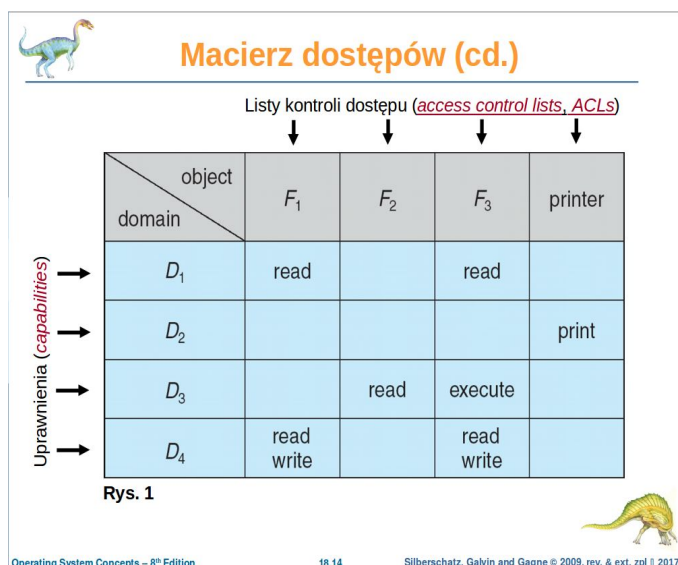 Macierz dostępów (cd.)
Listy kontroli dostępu (access control lists, ACLs)
object
domain
F1
F2
F3
printer
Uprawnienia (capabilities)
D1
read
read
D2
print
D3
read
execute
D4
read
write
read
write
Rys. 1
Operating System Concepts – 8th Edition
18.14
Silberschatz, Galvin and Gagne © 2009, rev. & ext. zpl 2017